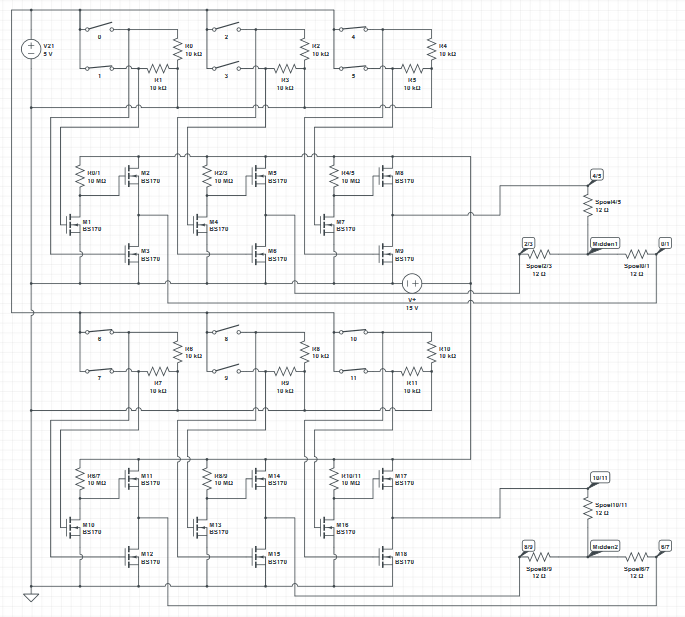 V21
5 V
0
R0
10 kΩ
2
R2
10 kΩ
4
R4
10 kΩ
1
R1
10 kΩ
3
R3
10 kΩ
5
R5
10 kΩ
R0/1
10 MΩ
M2
BS170
R2/3
10 MΩ
M5
BS170
R4/5
10 MΩ
M8
BS170
4/5
Spoel4/5
12 Ω
M1
BS170
M4
BS170
M7
BS170
M3
BS170
M6
BS170
M9
BS170
2/3
Midden1
0/1
Spoel2/3
12 Ω
Spoel0/1
12 Ω
V+
15 V
6
R6
10 kΩ
8
R8
10 kΩ
10
R10
10 kΩ
7
R7
10 kΩ
9
R9
10 kΩ
11
R11
10 kΩ
R6/7
10 MΩ
M11
BS170
R8/9
10 MΩ
M14
BS170
R10/11
10 MΩ
M17
BS170
10/11
Spoel10/11
12 Ω
M10
BS170
M13
BS170
M16
BS170
M12
BS170
M15
BS170
M18
BS170
8/9
Midden2
6/7
Spoel8/9
12 Ω
Spoel6/7
12 Ω